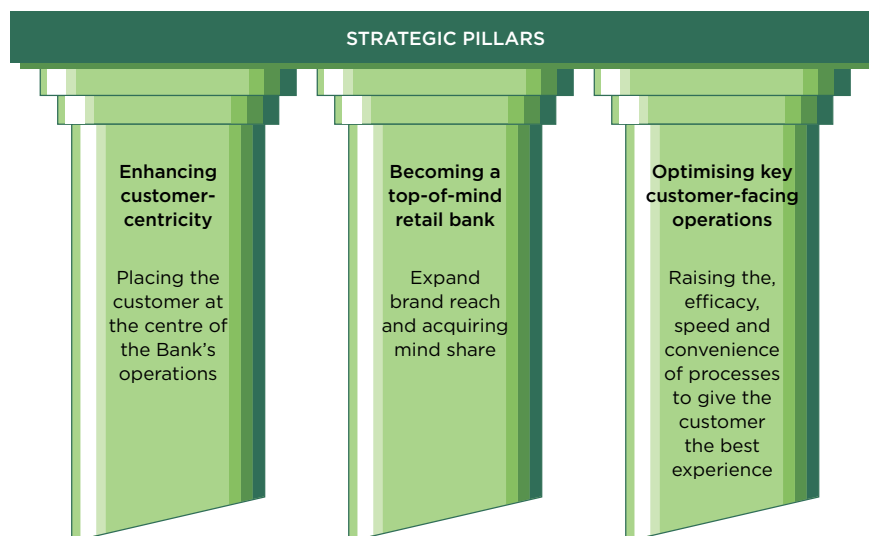 STRATEGIC PILLARS
Enhancing
customer-
centricity
Placing the
customer at
the centre of
the Bank's
operations
Becoming a
top-of-mind
retail bank
Expand
brand reach
and acquiring
mind share
Optimising key
customer-facing
operations
Raising the,
efficacy,
speed and
convenience
of processes
to give the
customer
the best
experience